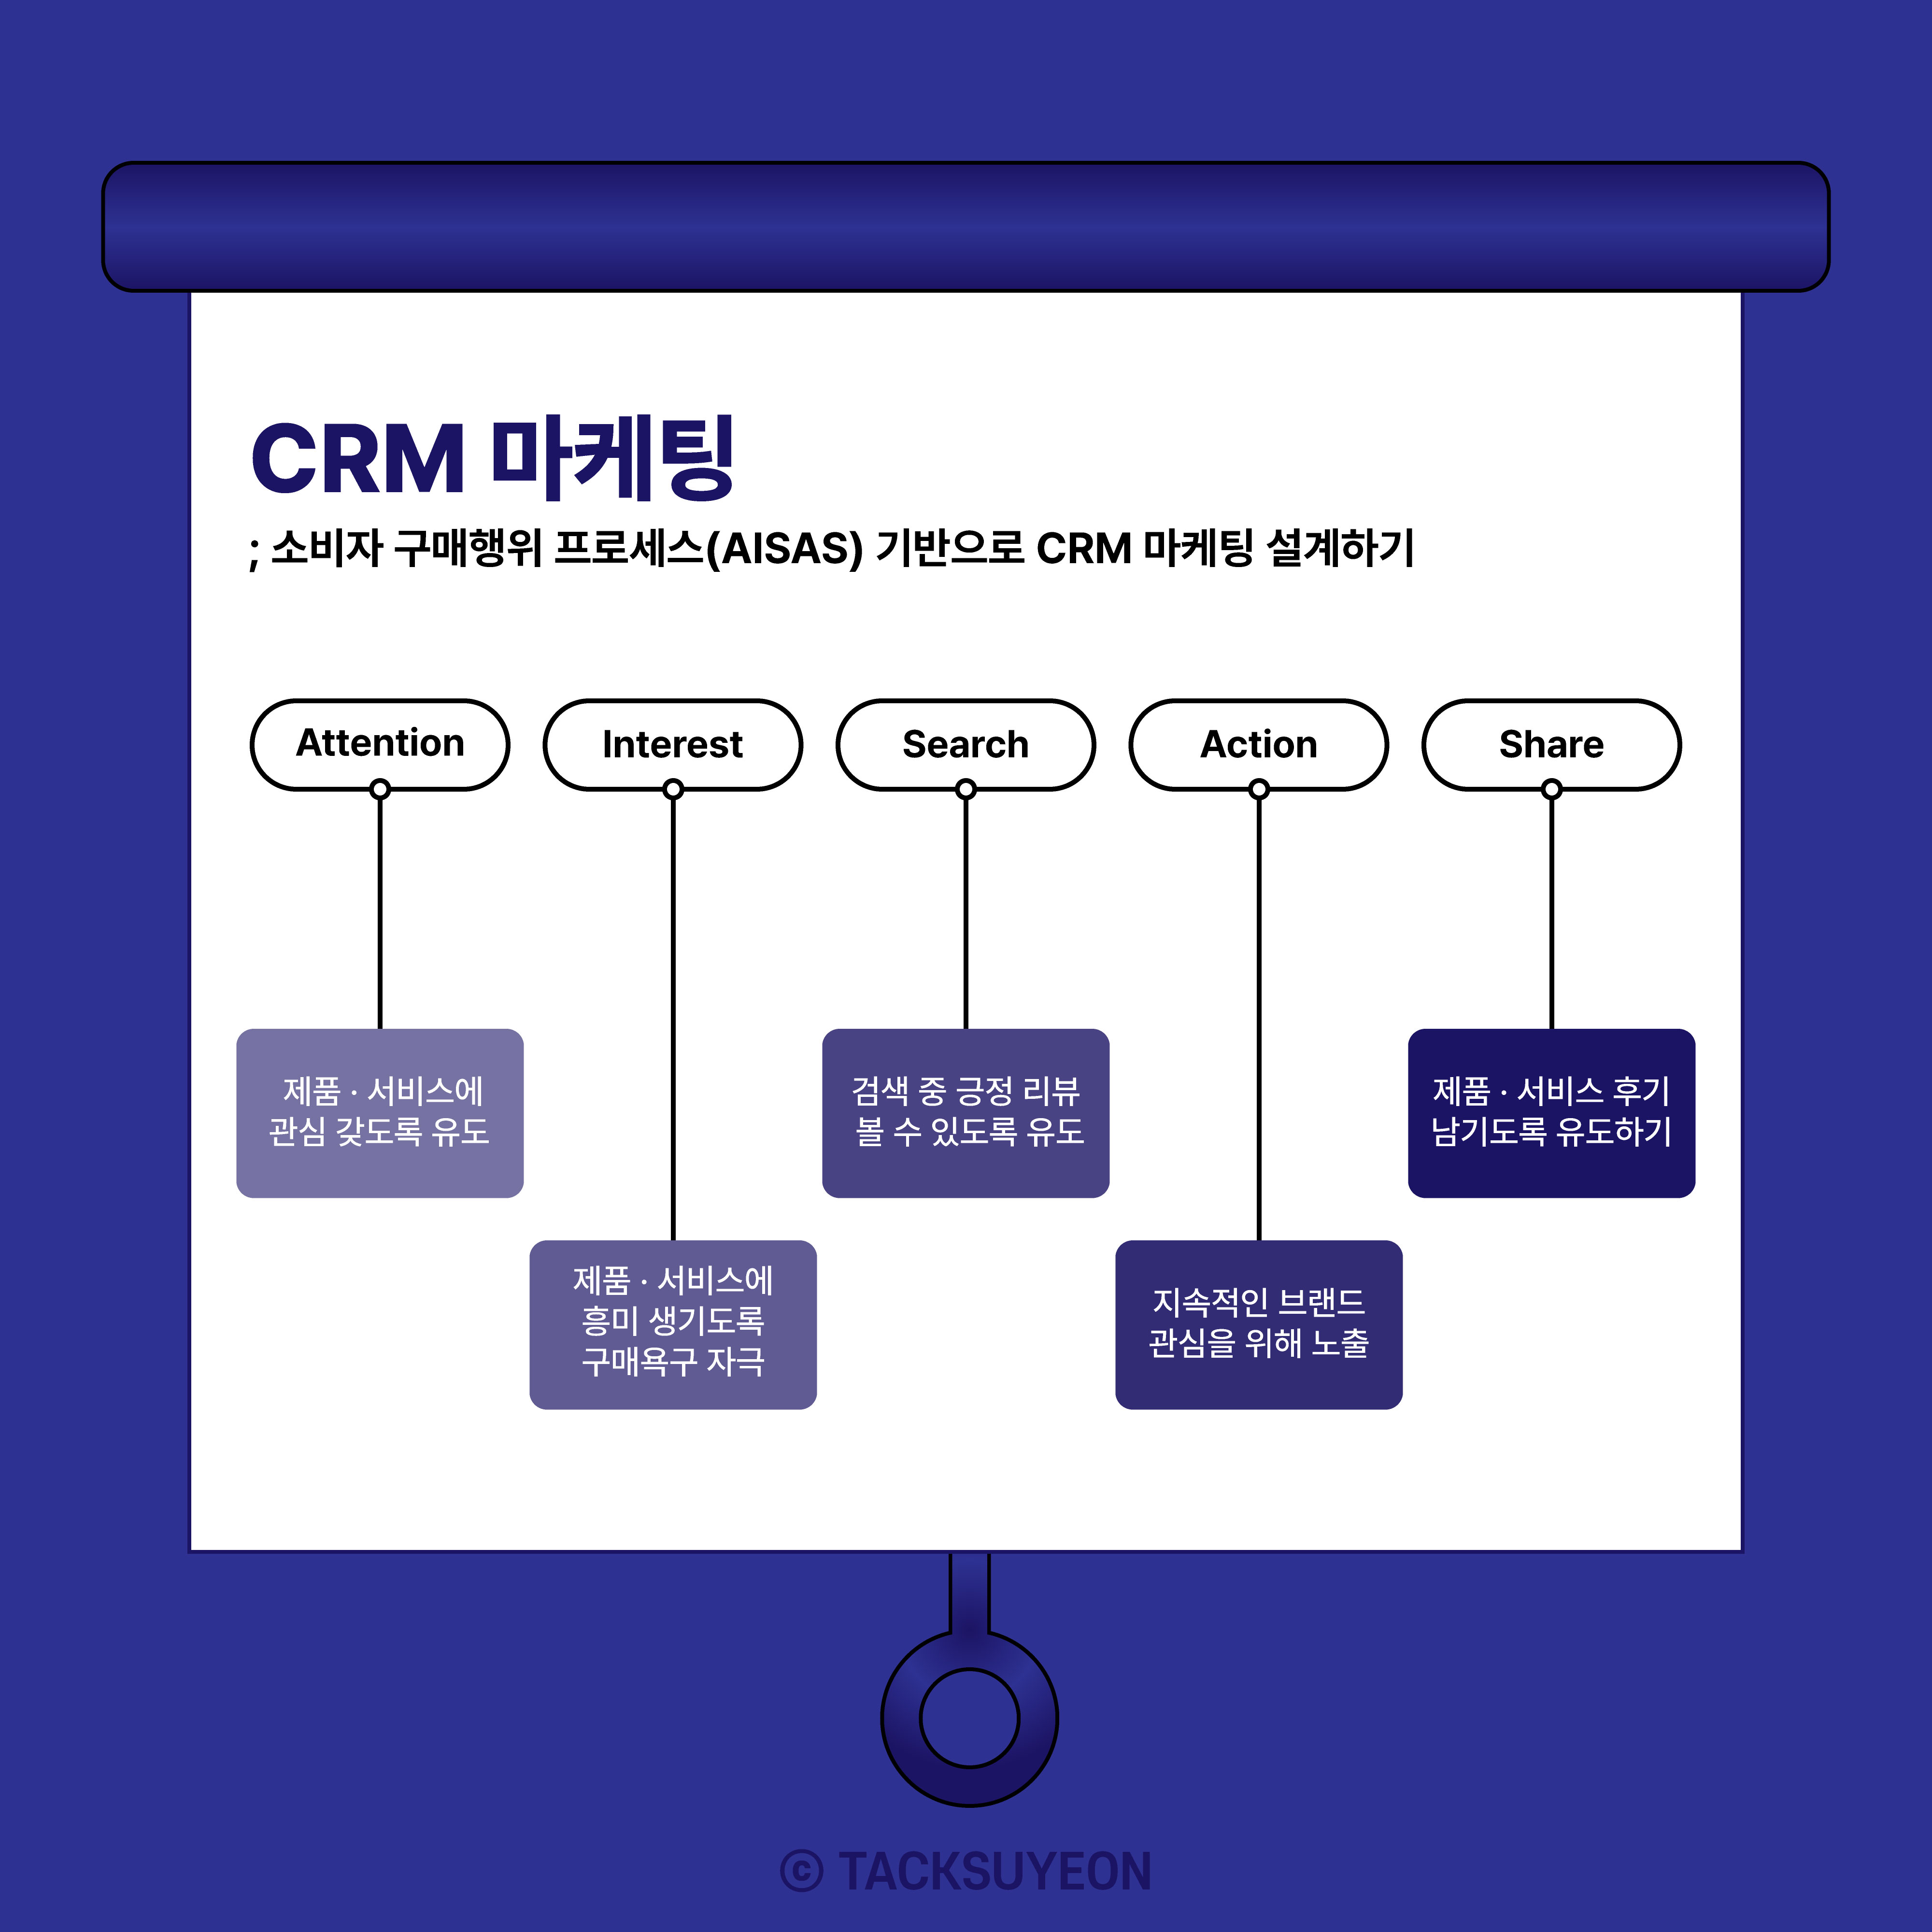 CRM 마케팅
; 소비자 구매행위 프로세스(AISAS) 기반으로 CRM 마케팅 설계하기
Attention
Interest
Search
Action
Share
제품 · 서비스에
관심 갖도록 유도
제품 · 서비스에
흥미 생기도록
구매욕구 자극
검색 중 긍정 리뷰
볼 수 있도록 유도
지속적인 브랜드
관심을 위해 노출
제품 · 서비스 후기
남기도록 유도하기
ⓒ TACKSUYEON